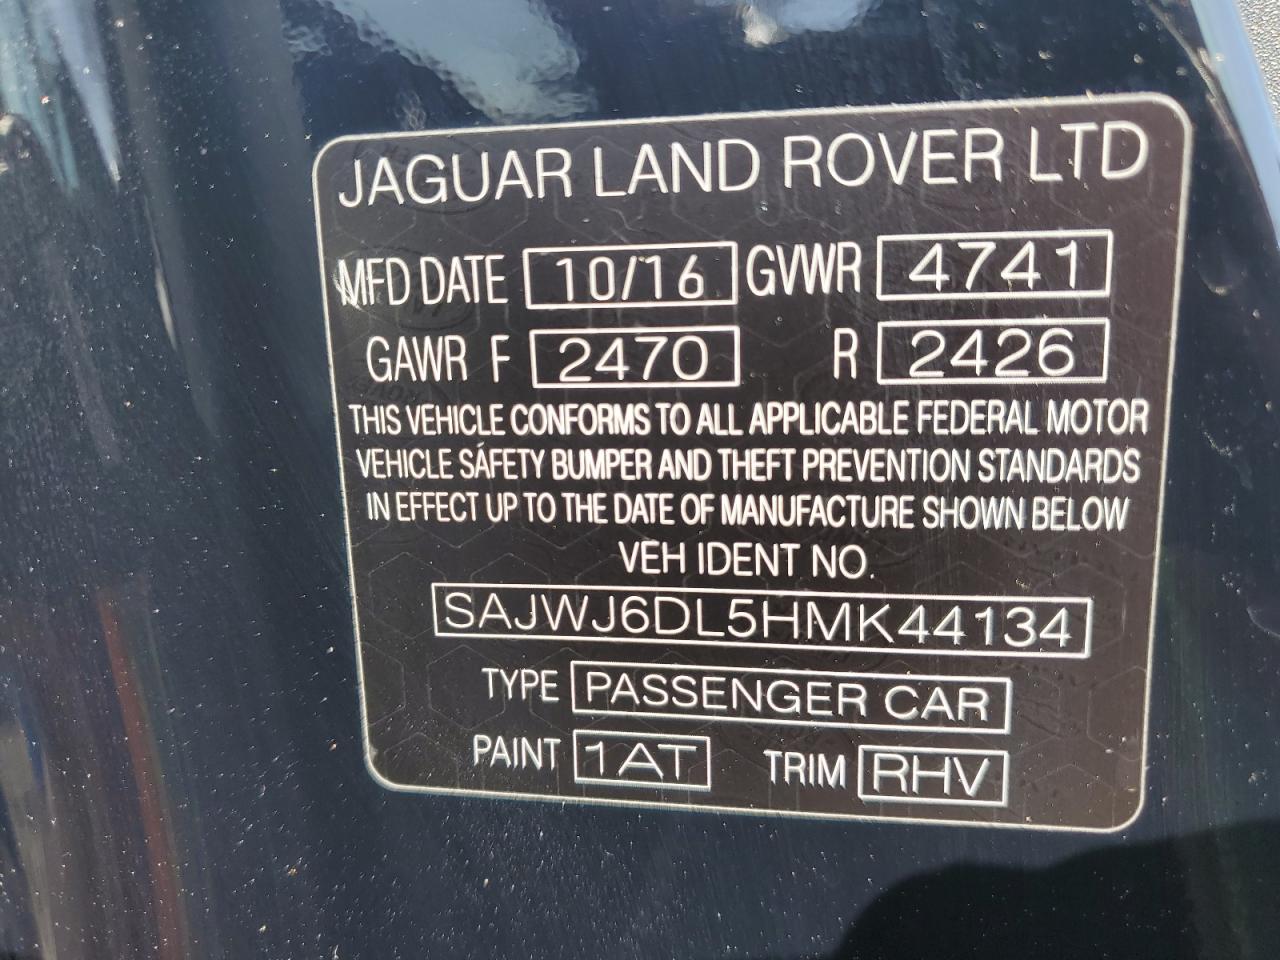 JAGUAR LAND ROVER LTD
MFD DATE 10/16 GVWR 4741
GAWR F 2470 R 2426
THIS VEHICLE CONFORMS TO ALL APPLICABLE FEDERAL MOTOR
VEHICLE SAFETY BUMPER AND THEFT PREVENTION STANDARDS
IN EFFECT UP TO THE DATE OF MANUFACTURE SHOWN BELOW
VEH IDENT NO.
SAJWJ6DL5HMK44134
TYPE PASSENGER CAR
PAINT 1AT TRIM RHV